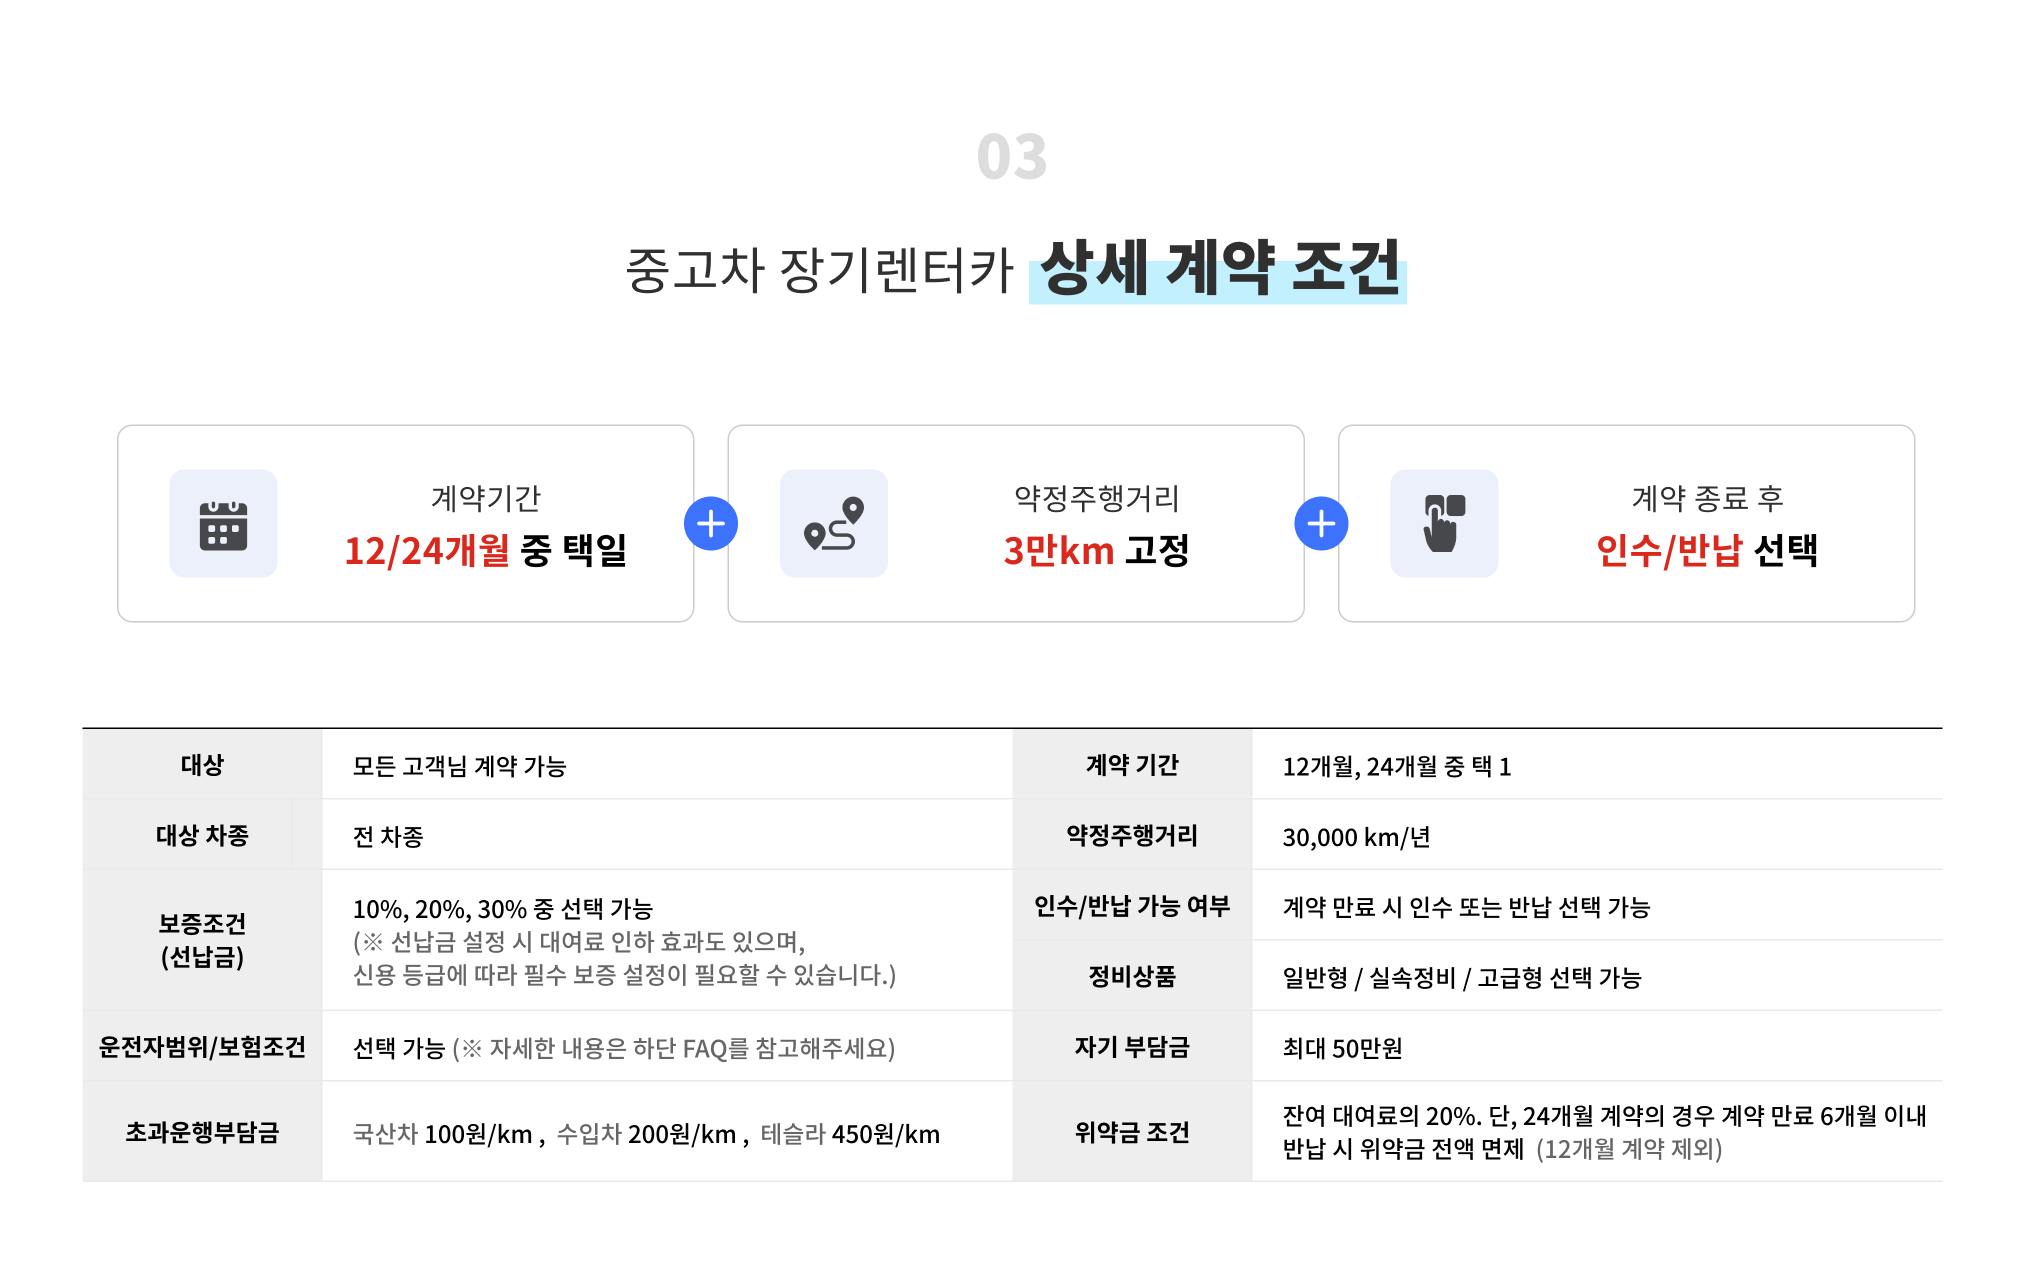 03
중고차 장기렌터카 상세 계약 조건
계약기간
12/24개월 중 택일
약정주행거리
3만km 고정
계약 종료 후
인수/반납 선택
대상
모든 고객님 계약 가능
계약 기간
12개월, 24개월 중 택 1
대상 차종
전 차종
약정주행거리
30,000 km/년
보증조건
(선납금)
10%, 20%, 30% 중 선택 가능
(※ 선납금 설정 시 대여료 인하 효과도 있으며,
신용 등급에 따라 필수 보증 설정이 필요할 수 있습니다.)
인수/반납 가능 여부
계약 만료 시 인수 또는 반납 선택 가능
정비상품
일반형 / 실속정비 / 고급형 선택 가능
운전자범위/보험조건
선택 가능 (※ 자세한 내용은 하단 FAQ를 참고해주세요)
자기 부담금
최대 50만원
초과운행부담금
국산차 100원/km , 수입차 200원/km , 테슬라 450원/km
위약금 조건
잔여 대여료의 20%. 단, 24개월 계약의 경우 계약 만료 6개월 이내
반납 시 위약금 전액 면제 (12개월 계약 제외)